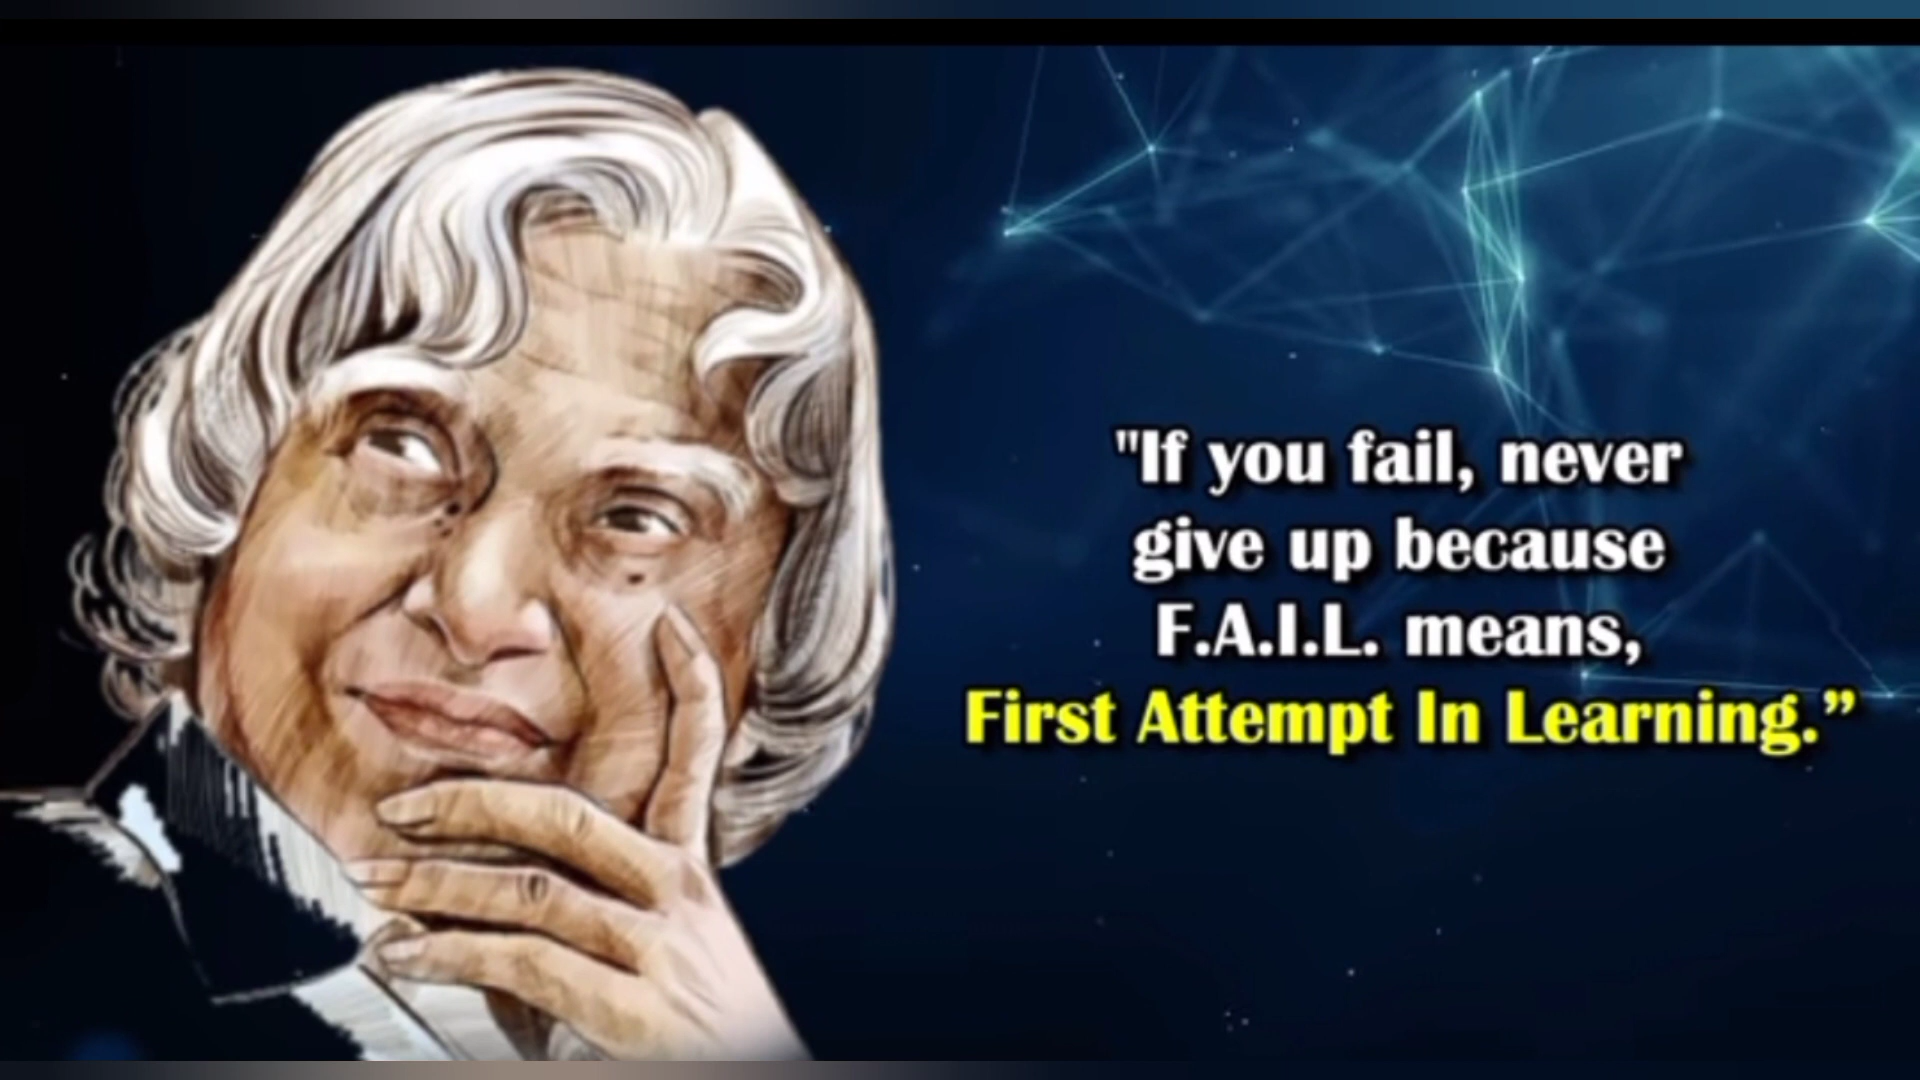 "If you fail, never
give up because
F.A.I.L. means,
First Attempt In Learning.”